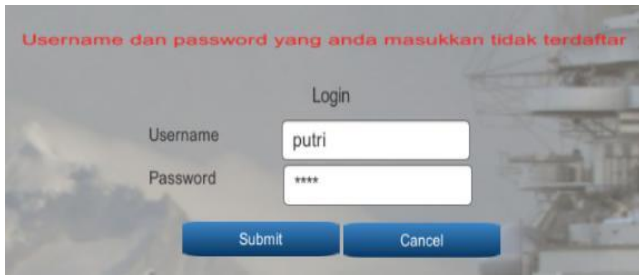 Username dan password yang anda masukkan tidak terdaftar
Login
Username putri
Password ****
Submit Cancel